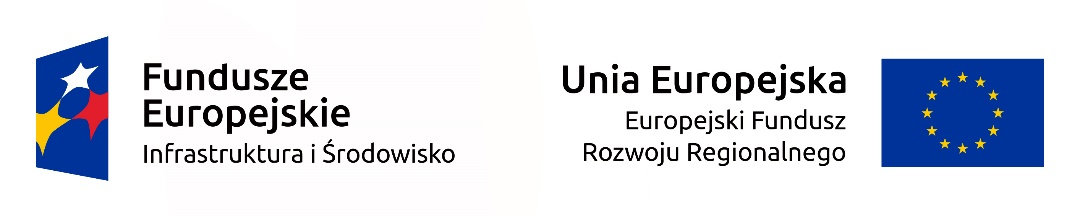 Fundusze
Europejskie
Infrastruktura i Środowisko
Unia Europejska
Europejski Fundusz
Rozwoju Regionalnego